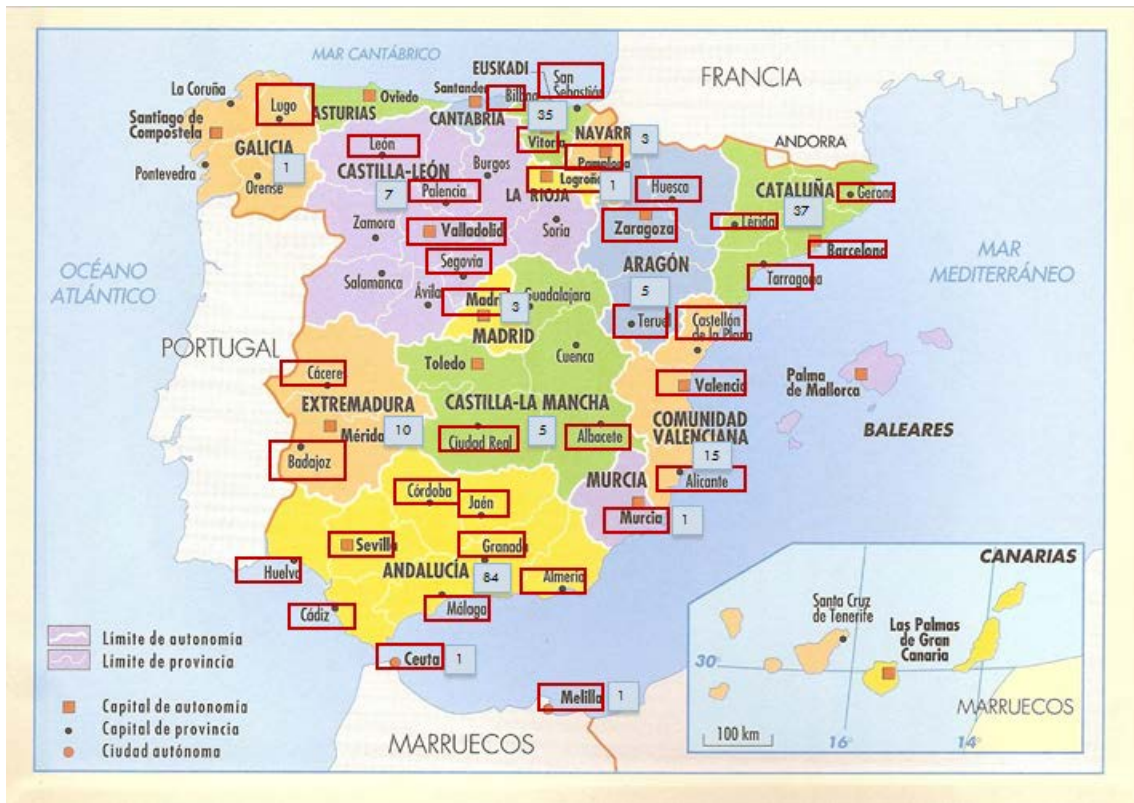 MAR CANTÁBRICO
EUSKADI
San
Sebastián
FRANCIA
La Coruña
Lugo
ASTURIAS
Oviedo
Santander
Bilbao
CANTABRIA
35
Santiago de
Compostela
GALICIA
1
Pontevedra
Orense
León
CASTILLA-LEÓN
7
Palencia
Burgos
Vitoria
NAVARR
3
Pamplona
Logroño
1
LA RIOJA
Huesca
ANDORRA
CATALUÑA
37
Gerona
Lérida
Barcelona
Tarragona
Zamora
Valladolid
Soria
Zaragoza
ARAGÓN
5
Teruel
Segovia
Salamanca
Ávila
Madri
3
MADRID
Guadalajara
Castellón
de la Plana
OCÉANO
ATLÁNTICO
MAR
MEDITERRÁNEO
PORTUGAL
Toledo
Cuenca
Cáceres
EXTREMADURA
Mérida
10
Badajoz
CASTILLA-LA MANCHA
Ciudad Real
5
Albacete
Valencia
COMUNIDAD
VALENCIANA
15
Alicante
Palma
de Mallorca
BALEARES
MURCIA
Murcia
1
Córdoba
Jaén
Sevilla
Granada
Huelva
ANDALUCÍA
84
Almería
Cádiz
Málaga
Ceuta
1
Melilla
1
MARRUECOS
Límite de autonomía
Límite de provincia
Capital de autonomía
Capital de provincia
Ciudad autónoma
CANARIAS
Santa Cruz
de Tenerife
Las Palmas
de Gran
Canaria
30°
MARRUECOS
100 km
16°
14°